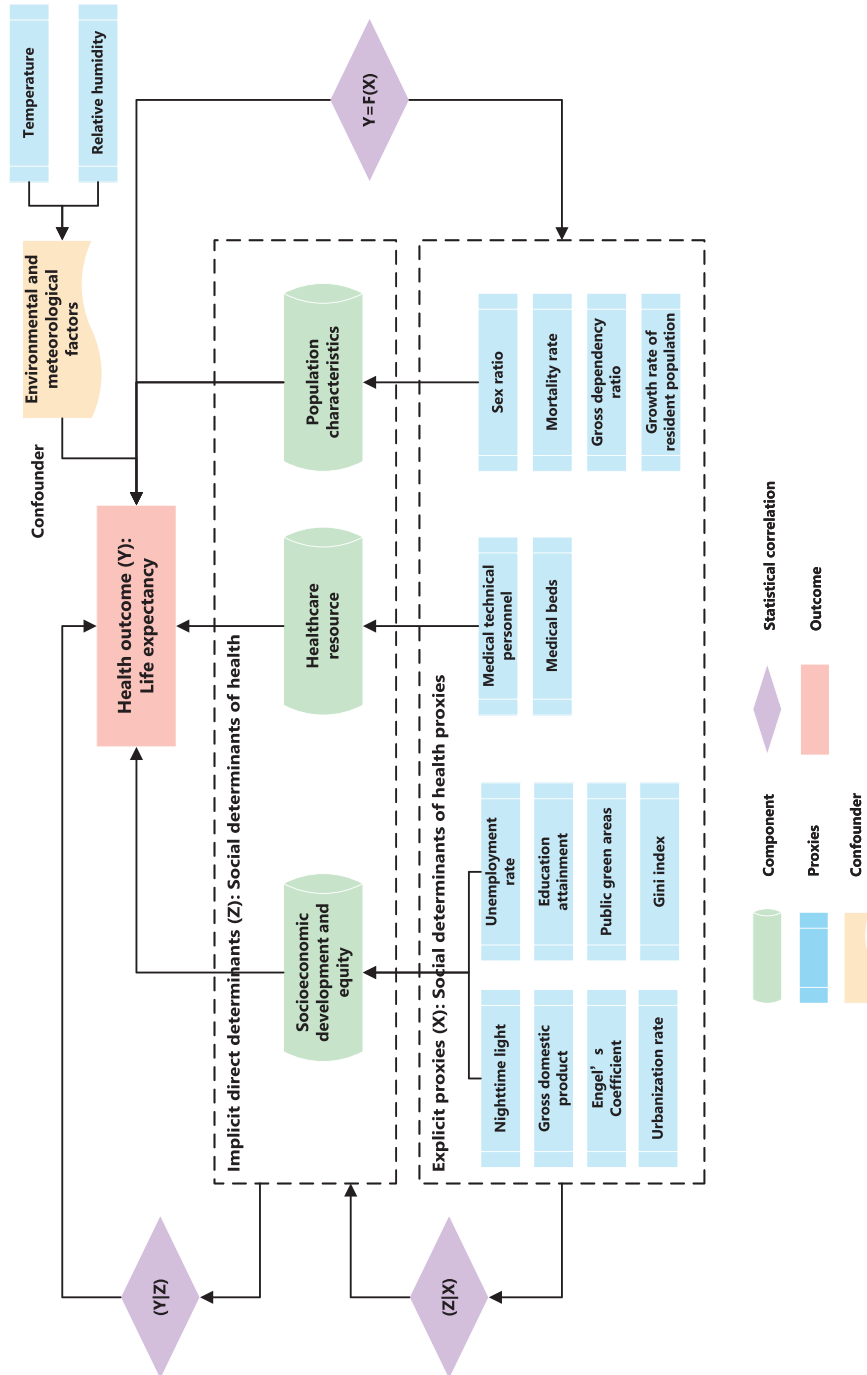 Temperature
Relative humidity
Environmental and
meteorological
factors
Confounder
Y=F(X)
Health outcome (Y):
Life expectancy
(Y|Z)
Implicit direct determinants (Z): Social determinants of health
Socioeconomic
development and
equity
Healthcare
resource
Population
characteristics
(Z|X)
Explicit proxies (X): Social determinants of health proxies
Nighttime light
Gross domestic
product
Engel’s
Coefficient
Urbanization rate
Unemployment
rate
Education
attainment
Public green areas
Gini index
Medical technical
personnel
Medical beds
Sex ratio
Mortality rate
Gross dependency
ratio
Growth rate of
resident population
Component
Statistical correlation
Proxies
Outcome
Confounder